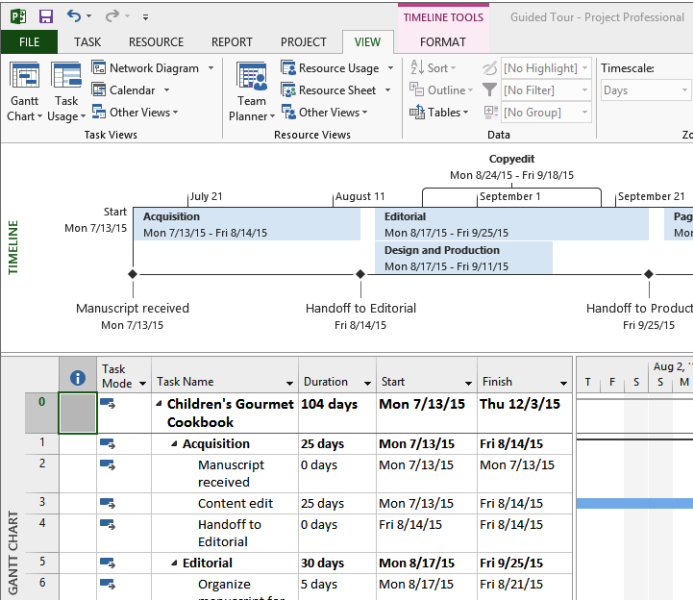 TIMELINE TOOLS
Guided Tour - Project Professional
FILE TASK RESOURCE REPORT PROJECT VIEW FORMAT
Gantt Chart
Task Usage
Network Diagram
Calendar
Other Views
Task Views
Team Planner
Resource Usage
Resource Sheet
Other Views
Resource Views
Sort
Outline
Tables
[No Highlight]
[No Filter]
[No Group]
Data
Timescale:
Days
Zo
TIMELINE
Copyedit
Mon 8/24/15 - Fri 9/18/15
July 21 August 11 September 1 September 21
Start
Mon 7/13/15
Acquisition
Mon 7/13/15 - Fri 8/14/15
Editorial
Mon 8/17/15 - Fri 9/25/15
Pag
Mon
Design and Production
Mon 8/17/15 - Fri 9/11/15
Manuscript received
Mon 7/13/15
Handoff to Editorial
Fri 8/14/15
Handoff to Product
Fri 9/25/15
GANTT CHART
Task Mode Task Name Duration Start Finish
Aug 2, '1
T F S S M
0 Children's Gourmet Cookbook 104 days Mon 7/13/15 Thu 12/3/15
1 Acquisition 25 days Mon 7/13/15 Fri 8/14/15
2 Manuscript received 0 days Mon 7/13/15 Mon 7/13/15
3 Content edit 25 days Mon 7/13/15 Fri 8/14/15
4 Handoff to Editorial 0 days Fri 8/14/15 Fri 8/14/15
5 Editorial 30 days Mon 8/17/15 Fri 9/25/15
6 Organize manuscript for 5 days Mon 8/17/15 Fri 8/21/15